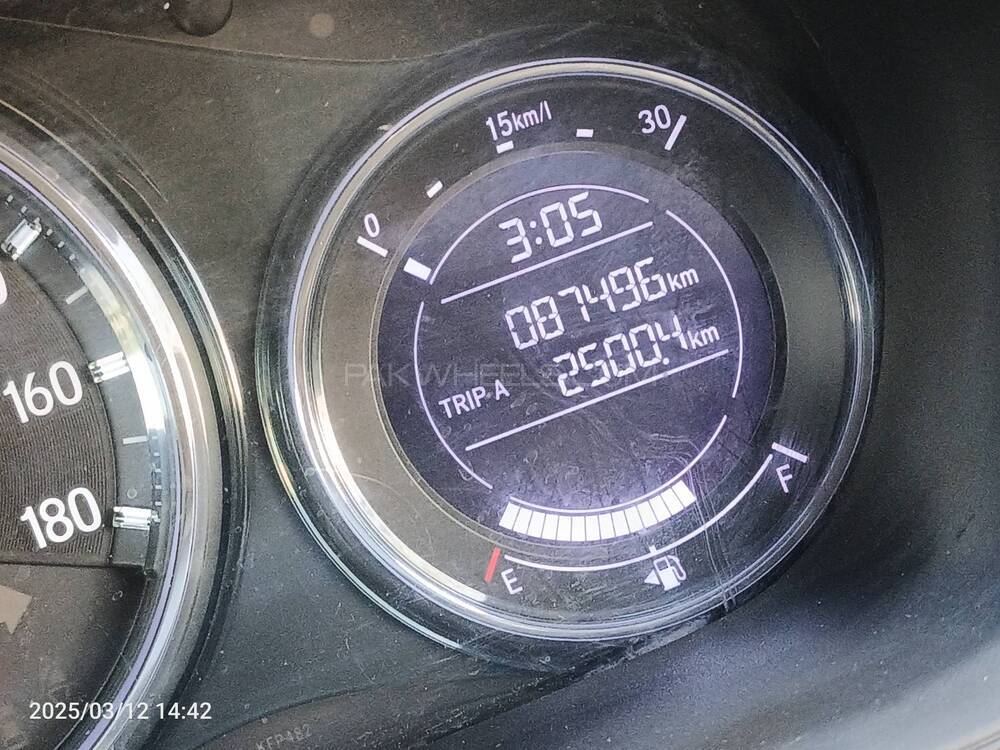 15km/l
30
0
3:05
087496km
2500.4km
TRIP A
160
180
E
F
PAKWHEELS
2025/03/12 14:42